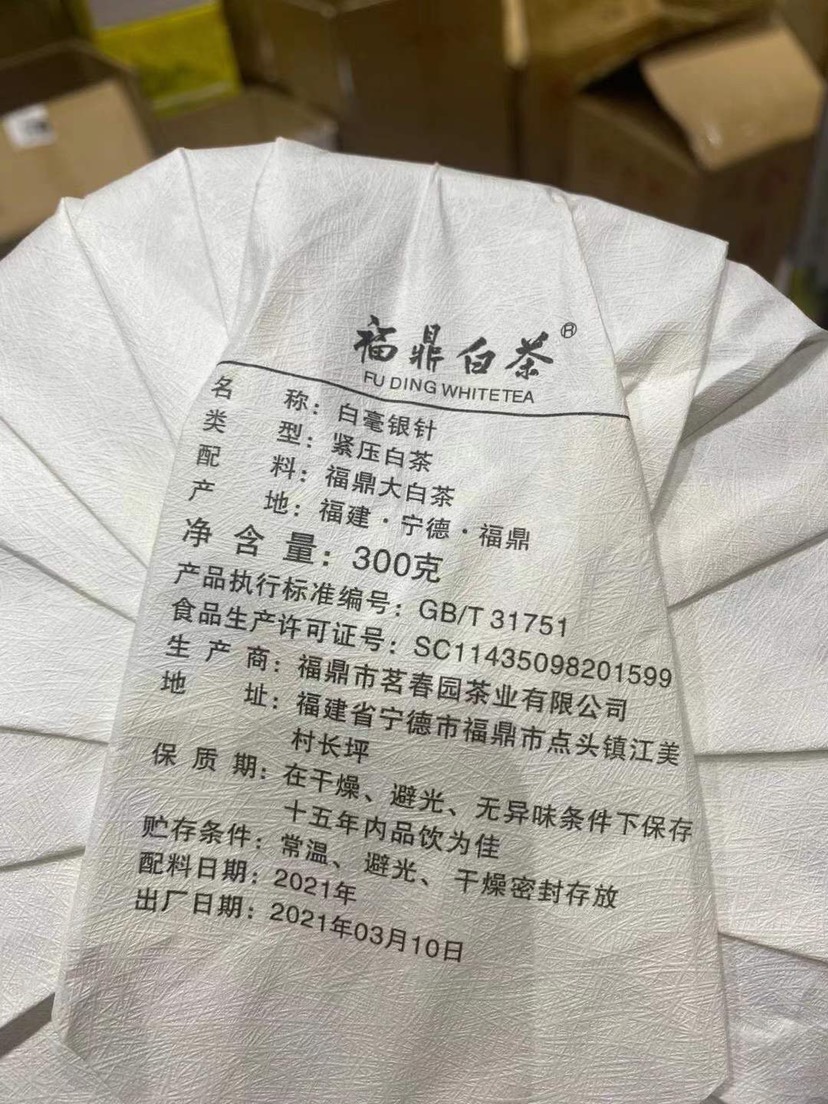 福鼎白茶®
FU DING WHITETEA
名 称：白毫银针
类 型：紧压白茶
配 料：福鼎大白茶
产 地：福建·宁德·福鼎
净 含 量：300克
产品执行标准编号：GB/T 31751
食品生产许可证号：SC11435098201599
生 产 商：福鼎市茗春园茶业有限公司
地 址：福建省宁德市福鼎市点头镇江美
村长坪
保 质 期：在干燥、避光、无异味条件下保存
十五年内品饮为佳
贮存条件：常温、避光、干燥密封存放
配料日期：2021年
出厂日期：2021年03月10日